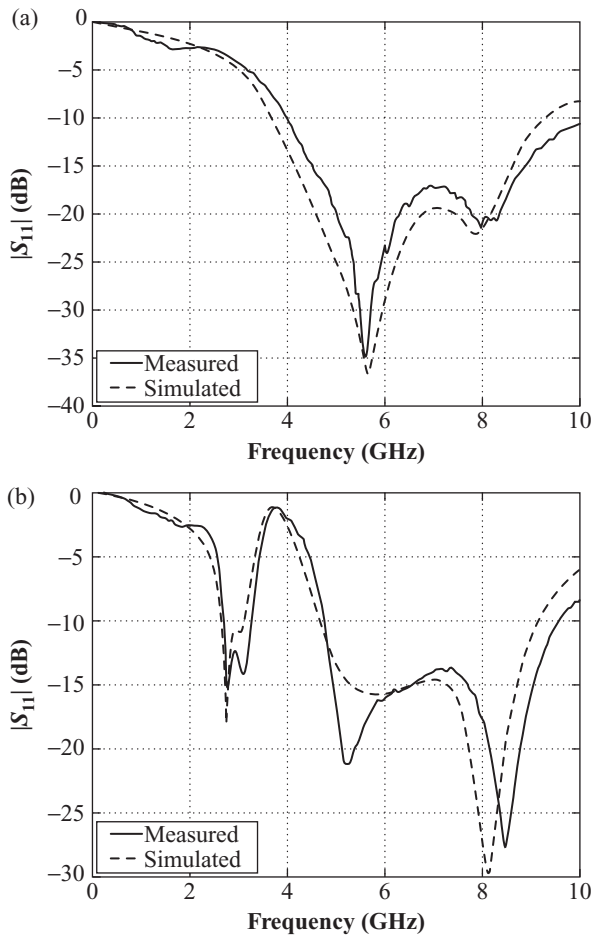 (a)
0
−5
−10
−15
−20
−25
−30
−35
−40
|S₁₁| (dB)
Measured
Simulated
0 2 4 6 8 10
Frequency (GHz)
(b)
0
−5
−10
−15
−20
−25
−30
|S₁₁| (dB)
Measured
Simulated
0 2 4 6 8 10
Frequency (GHz)